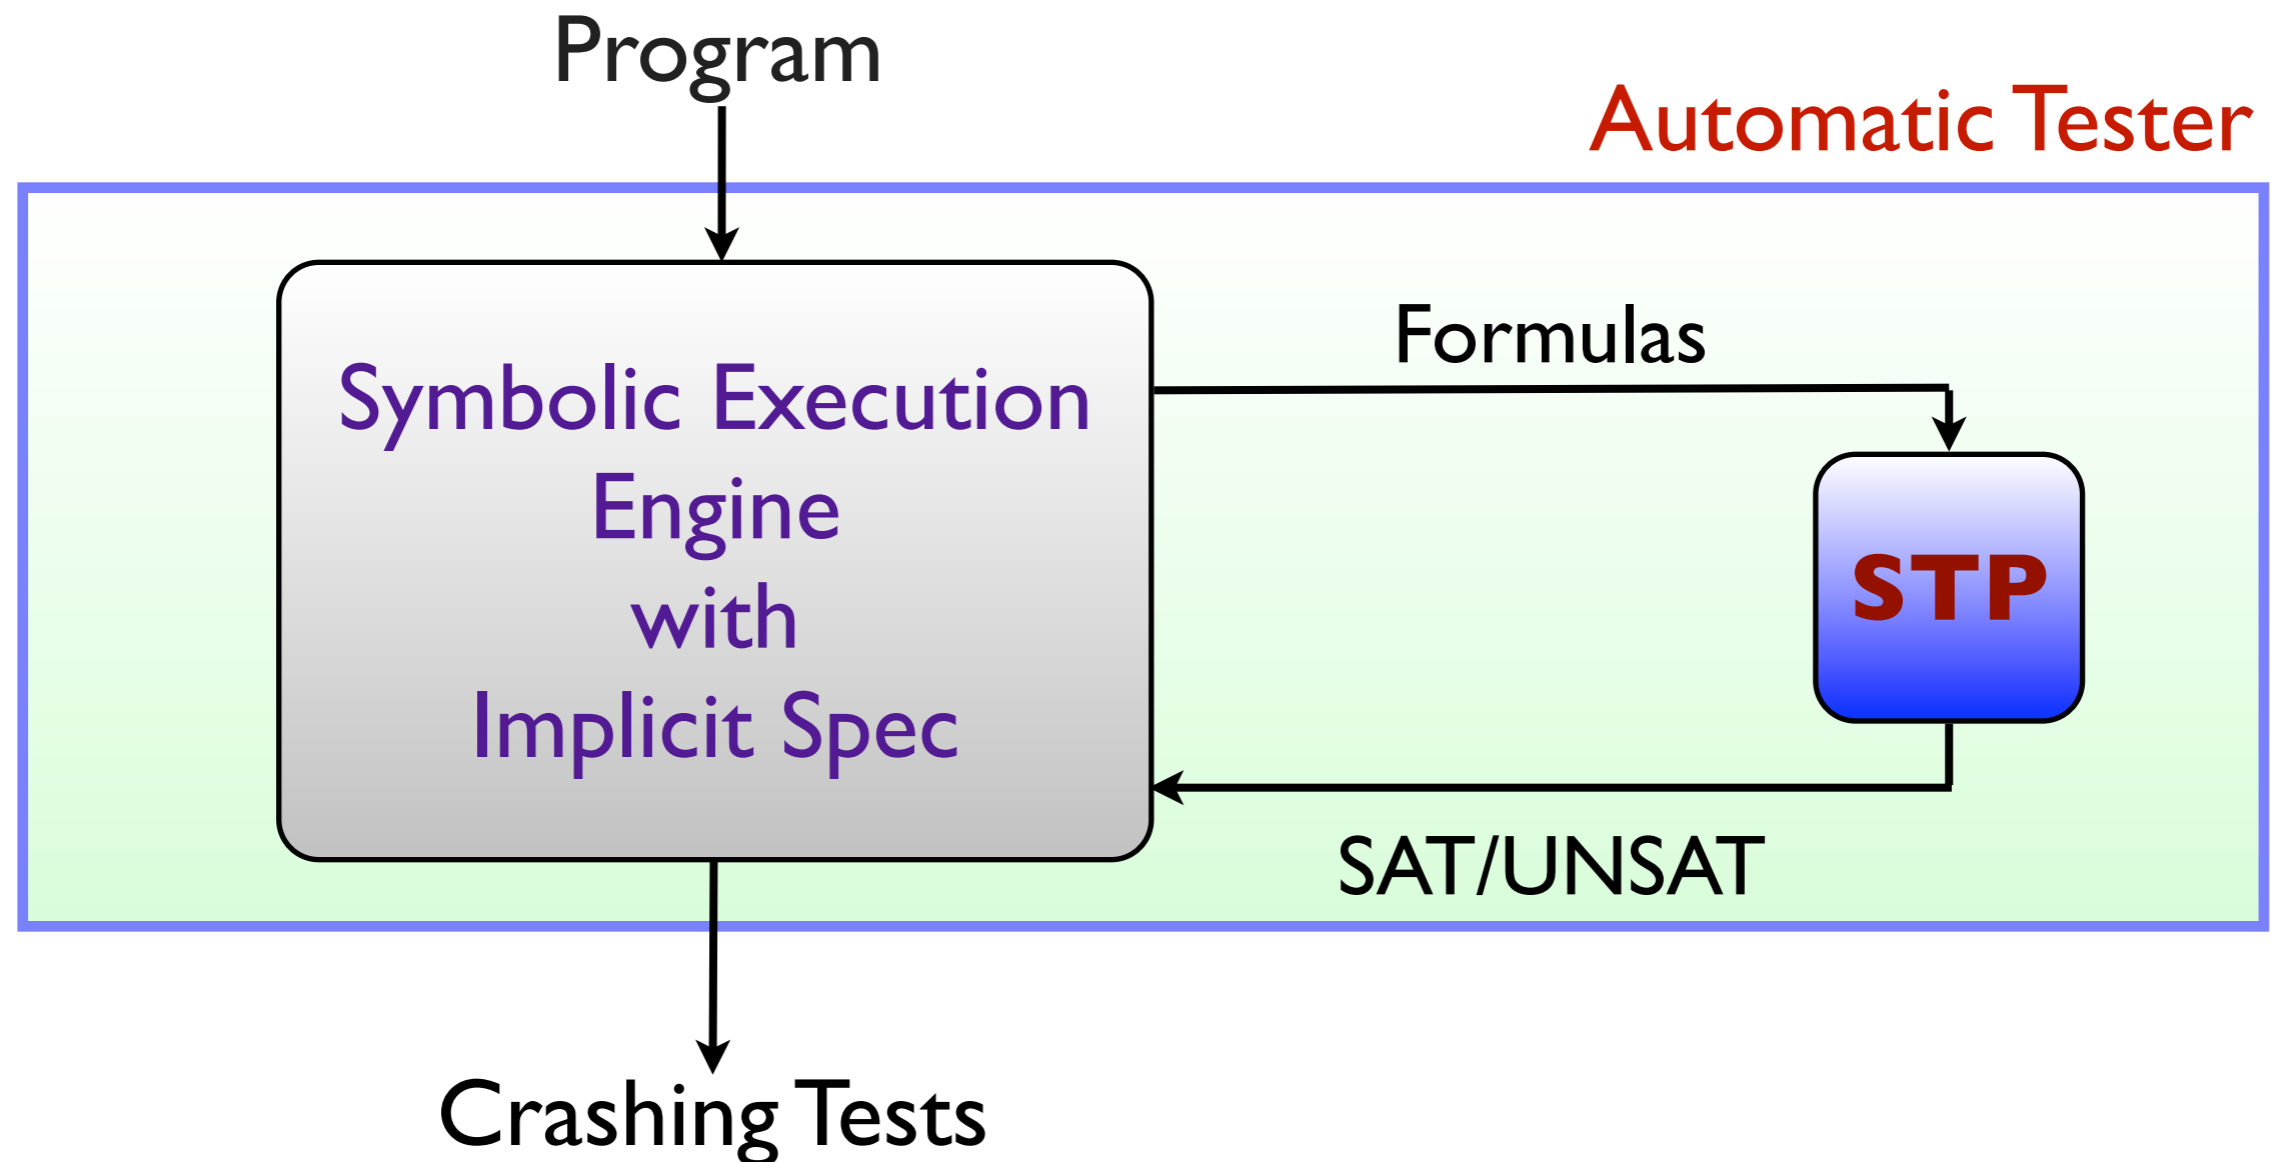 Program
Automatic Tester
Symbolic Execution
Engine
with
Implicit Spec
Formulas
STP
SAT/UNSAT
Crashing Tests